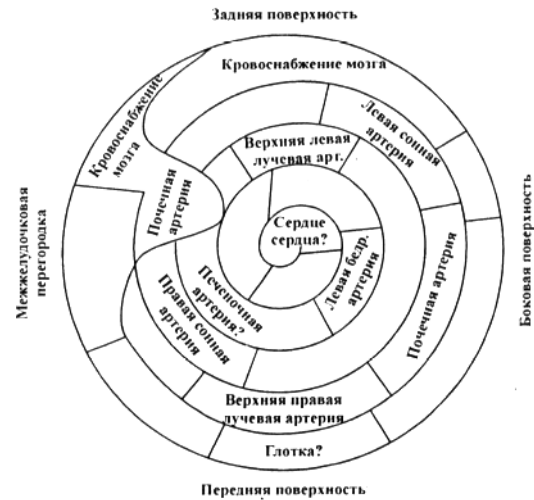 Задняя поверхность
Кровоснабжение мозга
Кровоснабжение
мозга
Левая сонная
артерия
Верхняя левая
лучевая арт.
Почечная
артерия
Сердце
сердца?
Межжелудочковая
перегородка
Боковая поверхность
Левая бедр.
артерия
Печеночная
артерия?
Правая сонная
артерия
Почечная артерия
Верхняя правая
лучевая артерия
Глотка?
Передняя поверхность